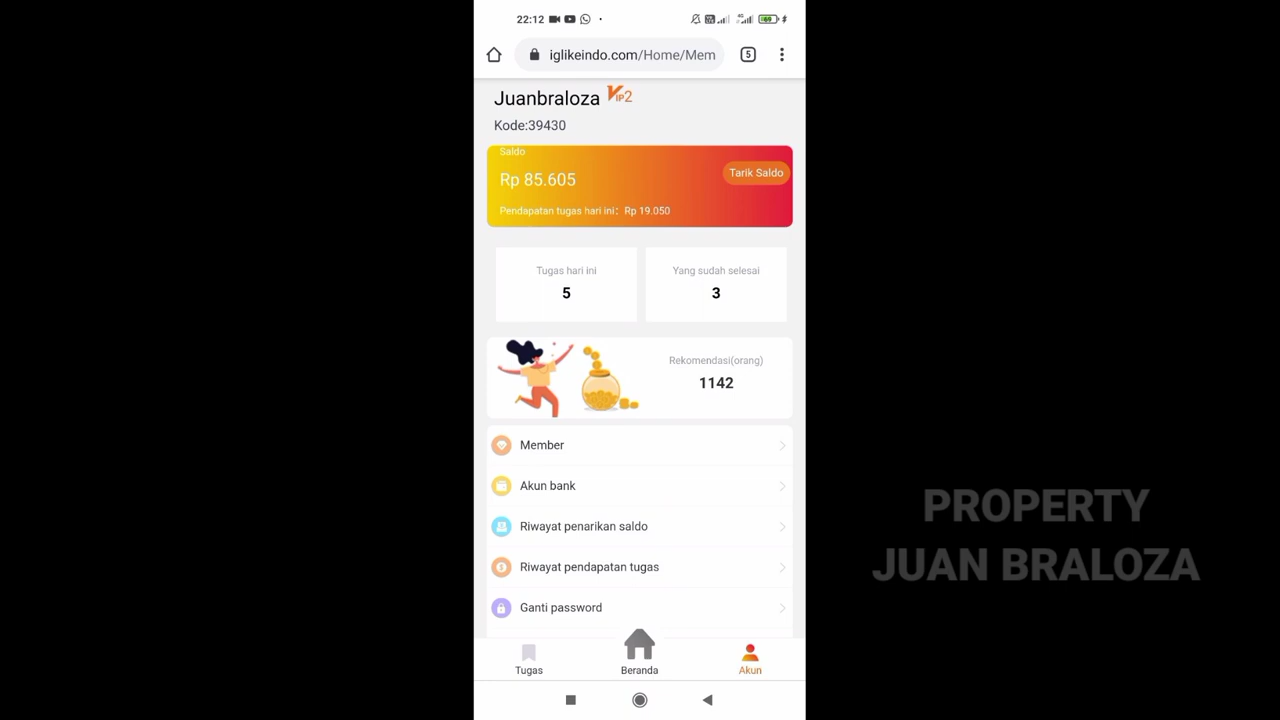 22:12
iglikeindo.com/Home/Mem
5
Juanbraloza VIP2
Kode:39430
Saldo
Rp 85.605
Tarik Saldo
Pendapatan tugas hari ini: Rp 19.050
Tugas hari ini
5
Yang sudah selesai
3
Rekomendasi(orang)
1142
Member
Akun bank
Riwayat penarikan saldo
Riwayat pendapatan tugas
Ganti password
Tugas
Beranda
Akun
PROPERTY
JUAN BRALOZA